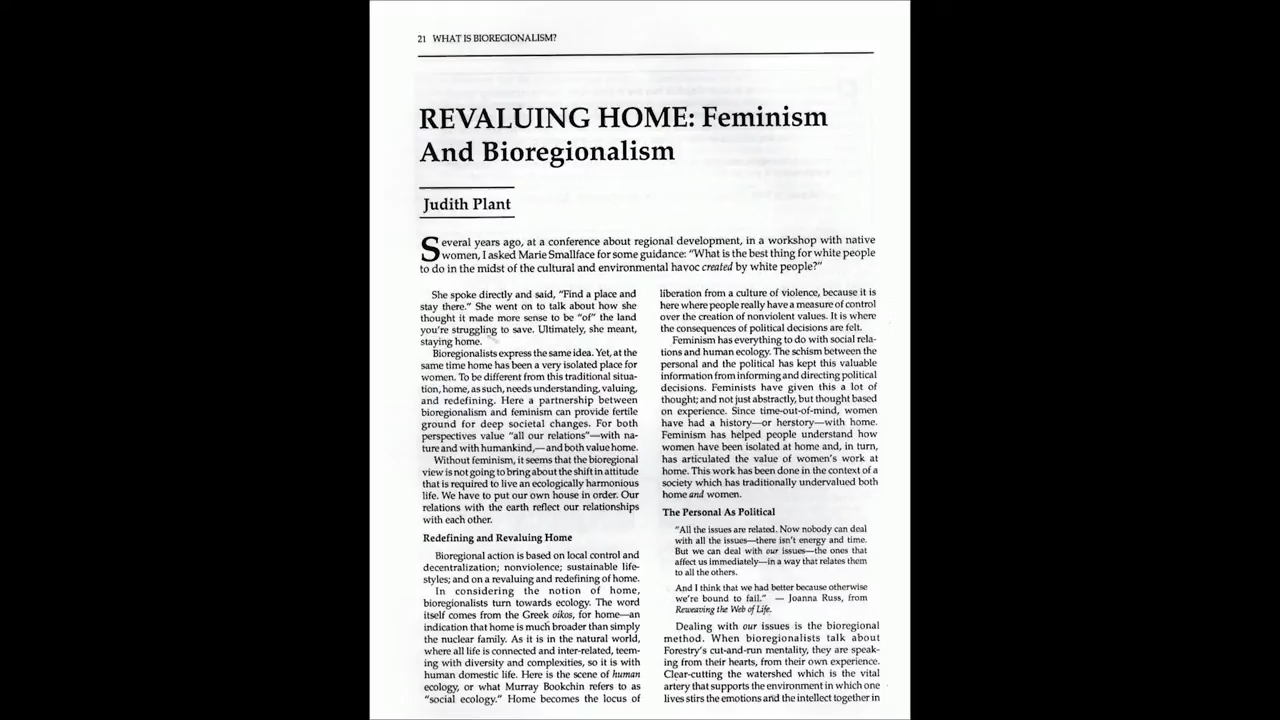 21 WHAT IS BIOREGIONALISM?
REVALUING HOME: Feminism
And Bioregionalism
Judith Plant
Several years ago, at a conference about regional development, in a workshop with native
women, I asked Marie Smallface for some guidance: "What is the best thing for white people
to do in the midst of the cultural and environmental havoc created by white people?"
She spoke directly and said, "Find a place and
stay there." She went on to talk about how she
thought it made more sense to be "of" the land
you're struggling to save. Ultimately, she meant,
staying home.
Bioregionalists express the same idea. Yet, at the
same time home has been a very isolated place for
women. To be different from this traditional situa-
tion, home, as such, needs understanding, valuing,
and redefining. Here a partnership between
bioregionalism and feminism can provide fertile
ground for deep societal changes. For both
perspectives value "all our relations"—with na-
ture and with humankind,—and both value home.
Without feminism, it seems that the bioregional
view is not going to bring about the shift in attitude
that is required to live an ecologically harmonious
life. We have to put our own house in order. Our
relations with the earth reflect our relationships
with each other.
Redefining and Revaluing Home
Bioregional action is based on local control and
decentralization; nonviolence; sustainable life-
styles; and on a revaluing and redefining of home.
In considering the notion of home,
bioregionalists turn towards ecology. The word
itself comes from the Greek oikos, for home—an
indication that home is much broader than simply
the nuclear family. As it is in the natural world,
where all life is connected and inter-related, teem-
ing with diversity and complexities, so it is with
human domestic life. Here is the scene of human
ecology, or what Murray Bookchin refers to as
"social ecology." Home becomes the locus of
liberation from a culture of violence, because it is
here where people really have a measure of control
over the creation of nonviolent values. It is where
the consequences of political decisions are felt.
Feminism has everything to do with social rela-
tions and human ecology. The schism between the
personal and the political has kept this valuable
information from informing and directing political
decisions. Feminists have given this a lot of
thought; and not just abstractly, but thought based
on experience. Since time-out-of-mind, women
have had a history—or herstory—with home.
Feminism has helped people understand how
women have been isolated at home and, in turn,
has articulated the value of women's work at
home. This work has been done in the context of a
society which has traditionally undervalued both
home and women.
The Personal As Political
"All the issues are related. Now nobody can deal
with all the issues—there isn't energy and time.
But we can deal with our issues—the ones that
affect us immediately—in a way that relates them
to all the others.
And I think that we had better because otherwise
we're bound to fail." — Joanna Russ, from
Reweaving the Web of Life.
Dealing with our issues is the bioregional
method. When bioregionalists talk about
Forestry's cut-and-run mentality, they are speak-
ing from their hearts, from their own experience.
Clear-cutting the watershed which is the vital
artery that supports the environment in which one
lives stirs the emotions and the intellect together in